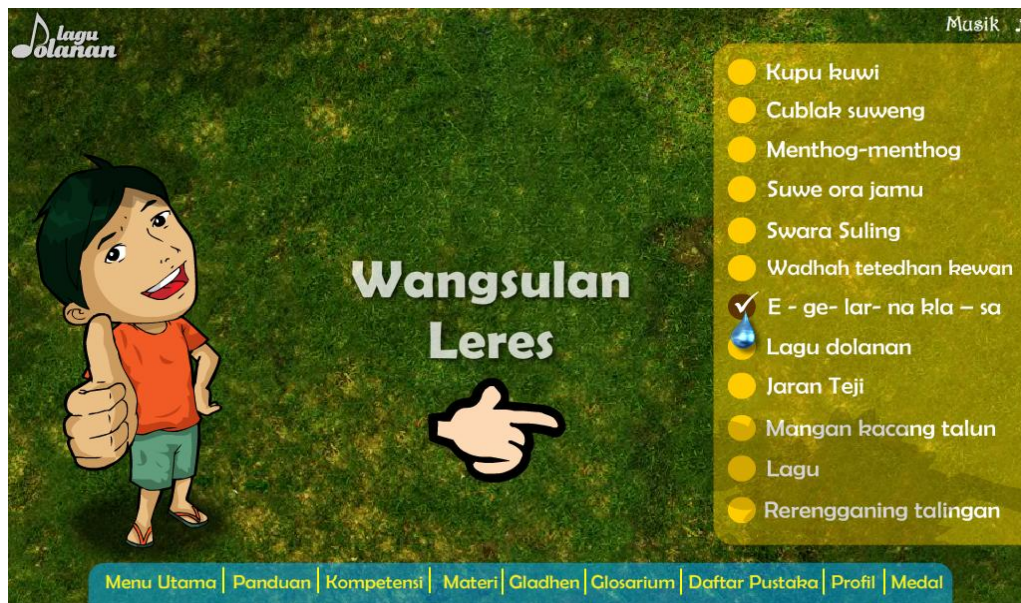 lagu
dolanan
Musik
Kupu kuwi
Cublak suweng
Menthog-menthog
Suwe ora jamu
Swara Suling
Wadhah tetedhan kewan
E - ge- lar- na kla – sa
Lagu dolanan
Jaran Teji
Mangan kacang talun
Lagu
Rerengganing talingan
Wangsulan
Leres
Menu Utama | Panduan | Kompetensi | Materi | Gladhen | Glosarium | Daftar Pustaka | Profil | Medal